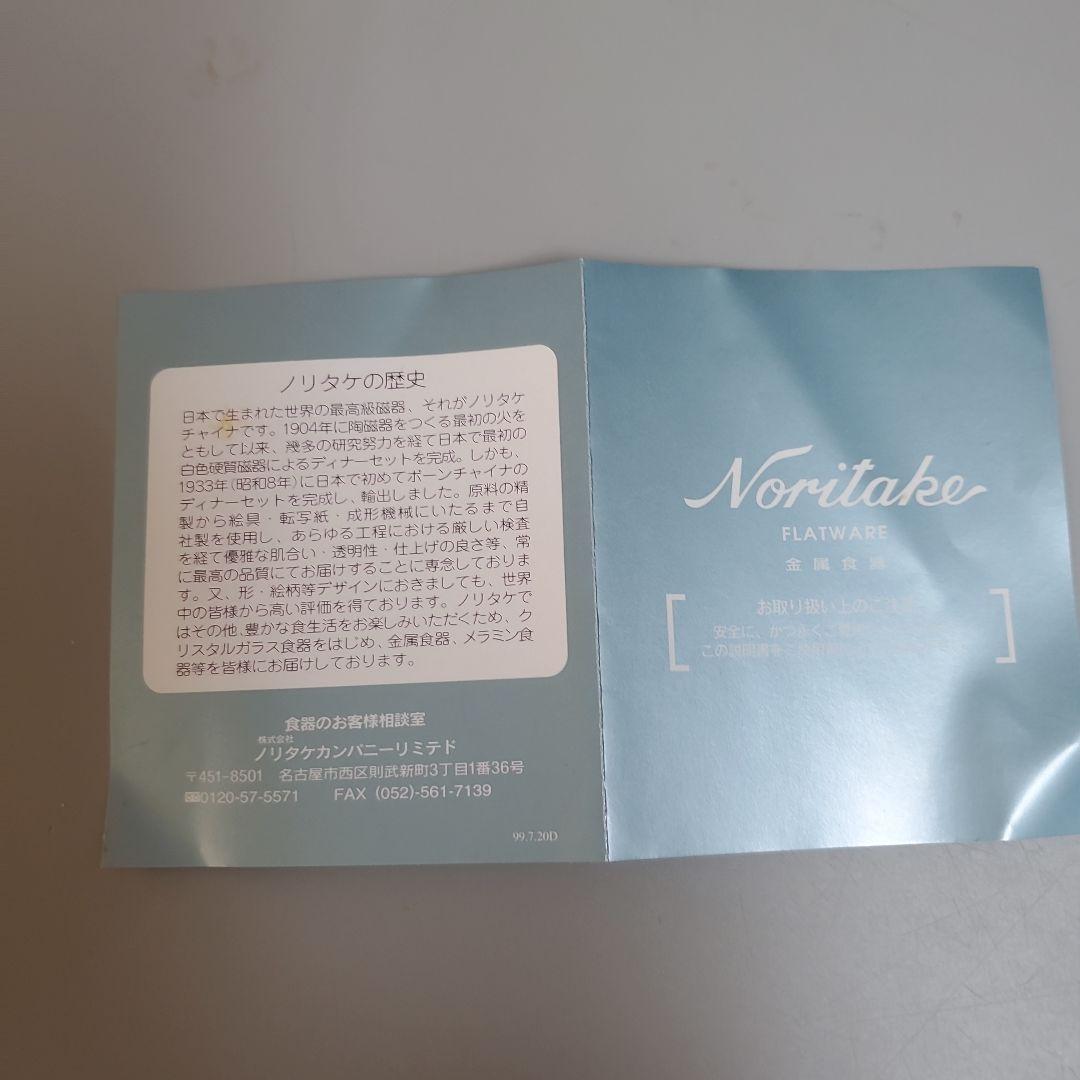 ノリタケの歴史
日本で生まれた世界の最高級磁器、それがノリタケ
チャイナです。1904年に陶磁器をつくる最初の火を
ともして以来、幾多の研究努力を経て日本で最初の
白色硬質磁器によるディナーセットを完成。しかも、
1933年(昭和8年)に日本で初めてボーンチャイナの
ディナーセットを完成し、輸出しました。原料の精
製から絵具・転写紙・成形機械にいたるまで自
社製を使用し、あらゆる工程における厳しい検査
を経て優雅な肌合い・透明性・仕上げの良さ等、常
に最高の品質にてお届けすることに専念しておりま
す。又、形・絵柄等デザインにおきましても、世界
中の皆様から高い評価を得ております。ノリタケで
はその他、豊かな食生活をお楽しみいただくため、ク
リスタルガラス食器をはじめ、金属食器、メラミン食
器等を皆様にお届けしております。
食器のお客様相談室
株式会社
ノリタケカンパニーリミテド
〒451-8501 名古屋市西区則武新町3丁目1番36号
0120-57-5571 FAX (052)-561-7139
99.7.20D
Noritake
FLATWARE
金属食器
お取り扱い上のご注意
安全に、かつ
この説明書を